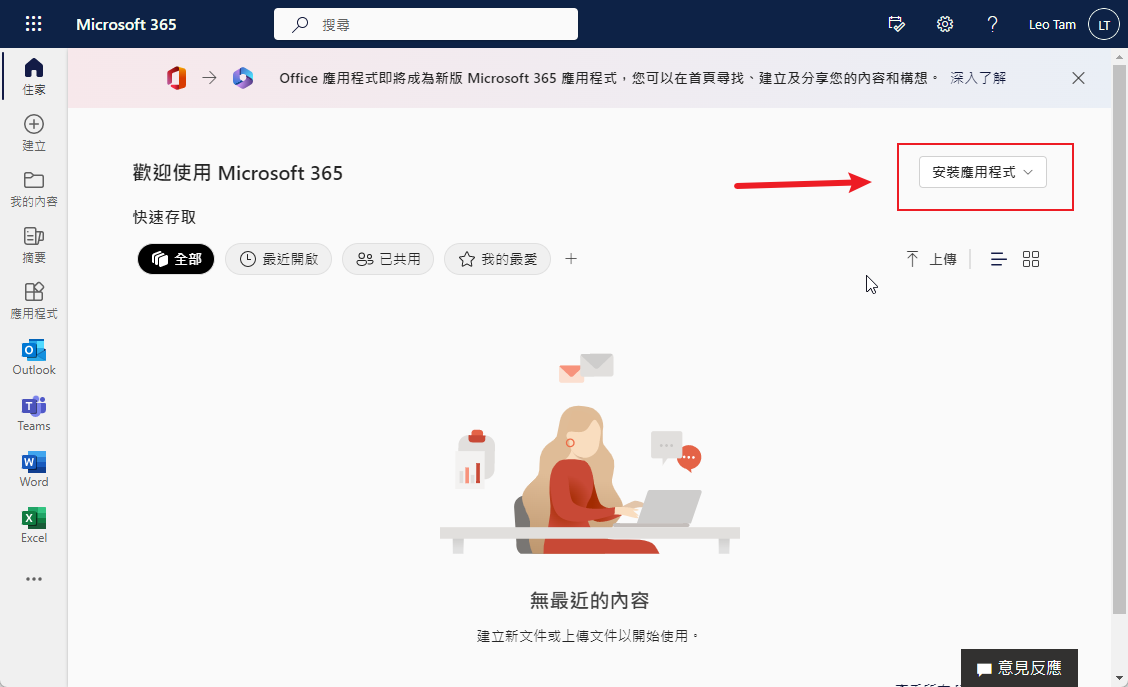 Microsoft 365
搜尋
Leo Tam
LT
住家
建立
我的內容
摘要
應用程式
Outlook
Teams
Word
Excel
Office 應用程式即將成為新版 Microsoft 365 應用程式，您可以在首頁尋找、建立及分享您的內容和構想。 深入了解
歡迎使用 Microsoft 365
安裝應用程式
快速存取
全部
最近開啟
已共用
我的最愛
上傳
無最近的內容
建立新文件或上傳文件以開始使用。
意見反應